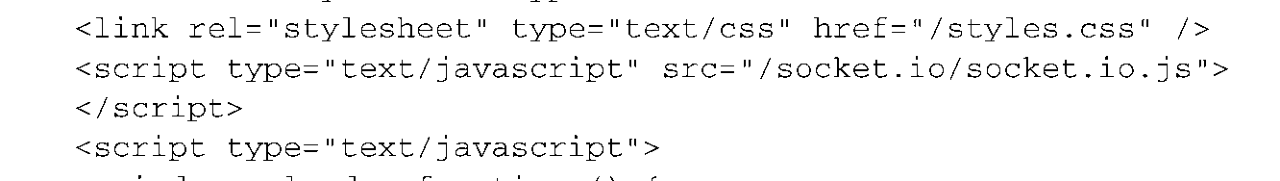 <link rel="stylesheet" type="text/css" href="/styles.css" />
<script type="text/javascript" src="/socket.io/socket.io.js">
</script>
<script type="text/javascript">